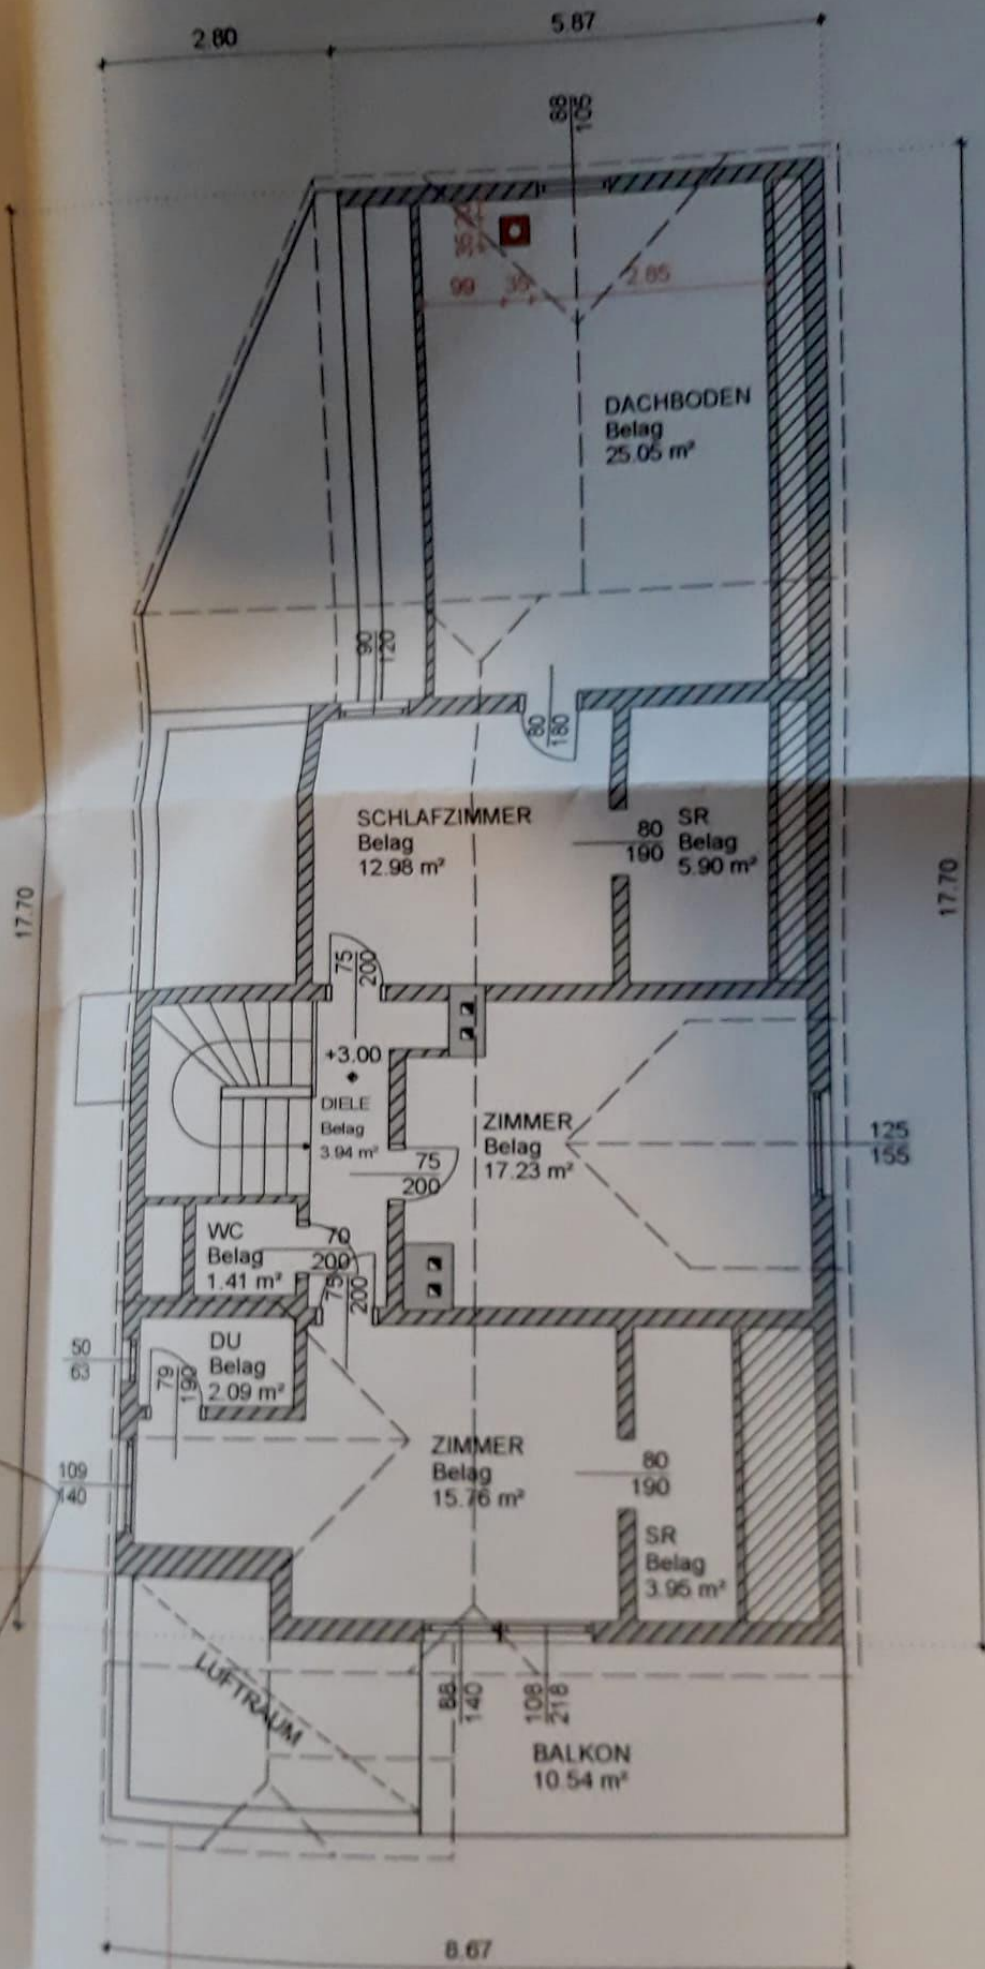 2.80
5.87
88
105
35 25
99
35
2.85
DACHBODEN
Belag
25.05 m²
90
120
80
180
SCHLAFZIMMER
Belag
12.98 m²
80
190
SR
Belag
5.90 m²
17.70
17.70
75
200
+3.00
DIELE
Belag
3.94 m²
ZIMMER
Belag
17.23 m²
75
200
125
155
WC
Belag
1.41 m²
70
200
75
200
DU
Belag
2.09 m²
50
63
79
190
ZIMMER
Belag
15.76 m²
109
140
80
190
SR
Belag
3.95 m²
LUFTRAUM
88
140
108
218
BALKON
10.54 m²
8.67